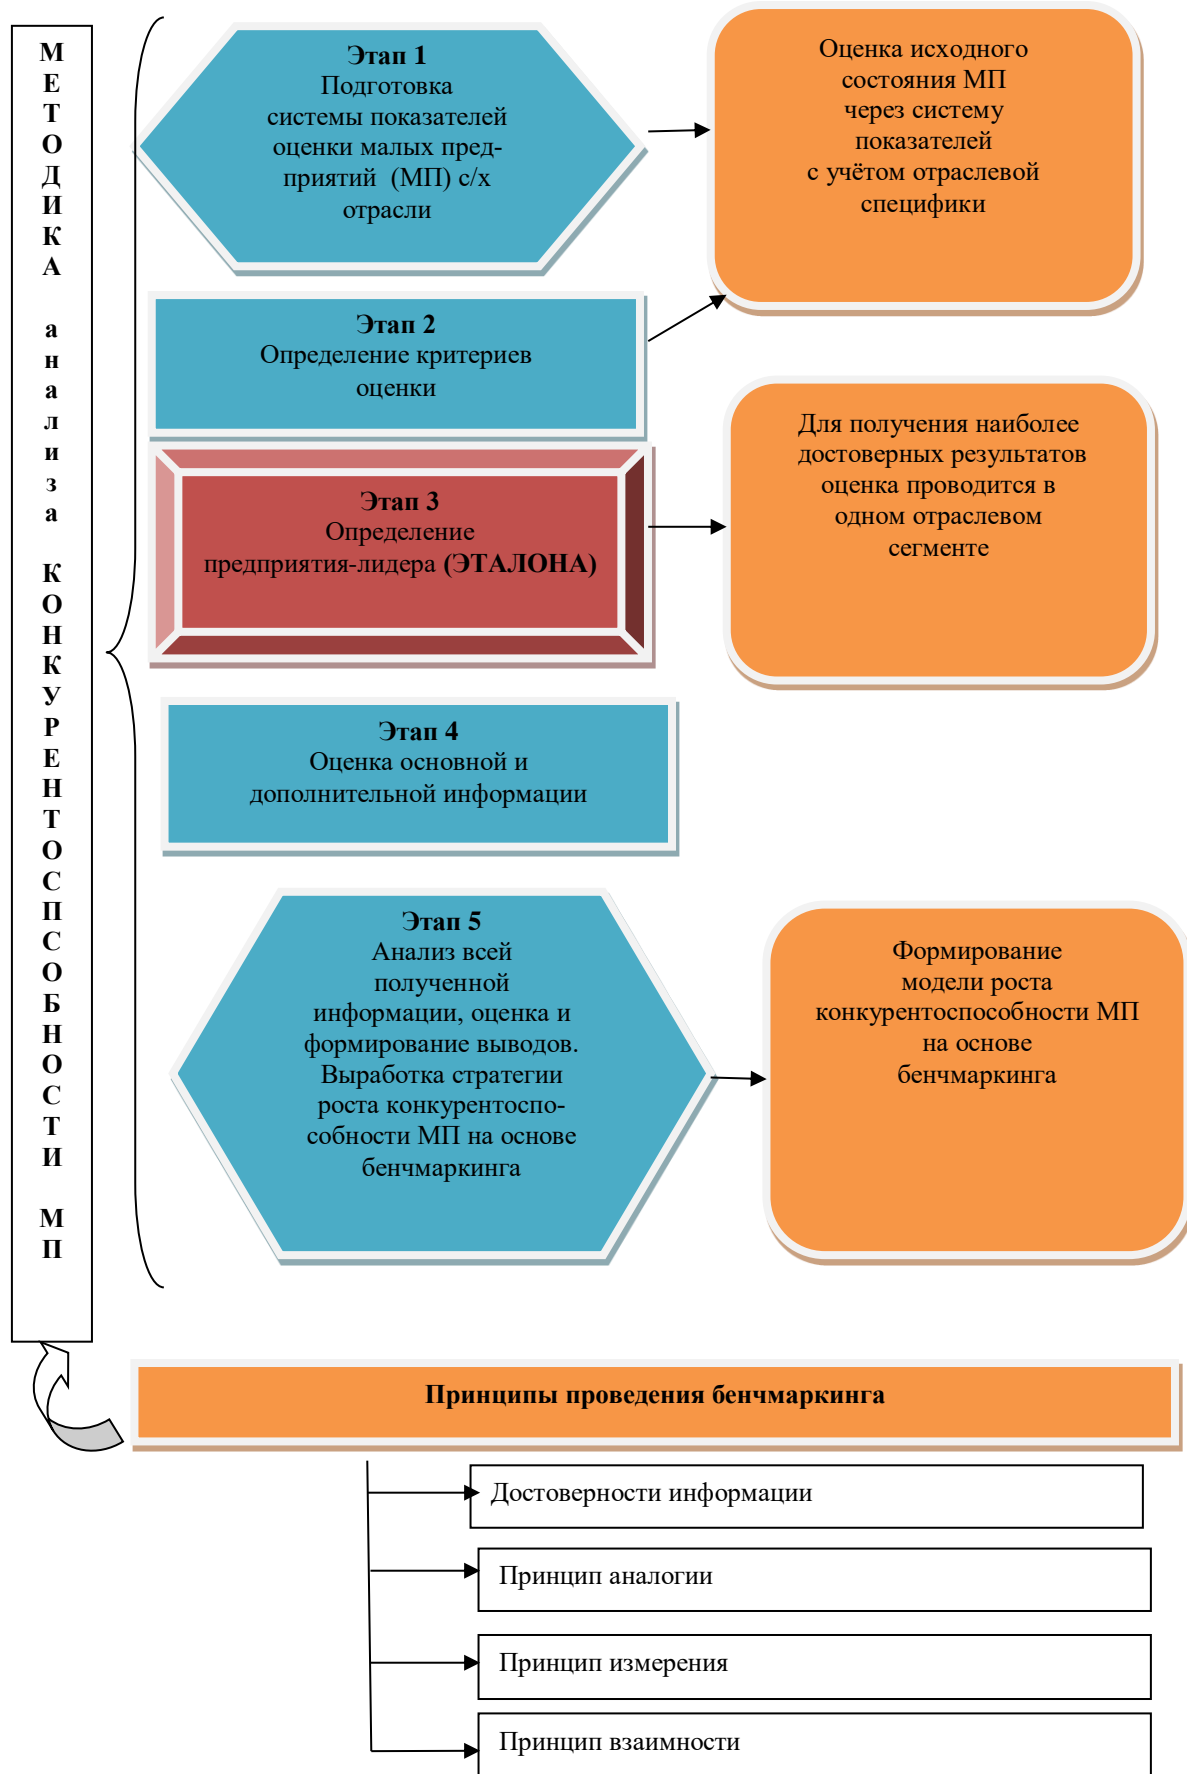 МЕТОДИКА анализа КОНКУРЕНТОСПСОБНОСТИ МП
Этап 1
Подготовка
системы показателей
оценки малых пред-
приятий (МП) с/х
отрасли
Оценка исходного
состояния МП
через систему
показателей
с учётом отраслевой
специфики
Этап 2
Определение критериев
оценки
Этап 3
Определение
предприятия-лидера (ЭТАЛОНА)
Для получения наиболее
достоверных результатов
оценка проводится в
одном отраслевом
сегменте
Этап 4
Оценка основной и
дополнительной информации
Этап 5
Анализ всей
полученной
информации, оценка и
формирование выводов.
Выработка стратегии
роста конкурентоспо-
собности МП на основе
бенчмаркинга
Формирование
модели роста
конкурентоспособности МП
на основе
бенчмаркинга
Принципы проведения бенчмаркинга
Достоверности информации
Принцип аналогии
Принцип измерения
Принцип взаимности